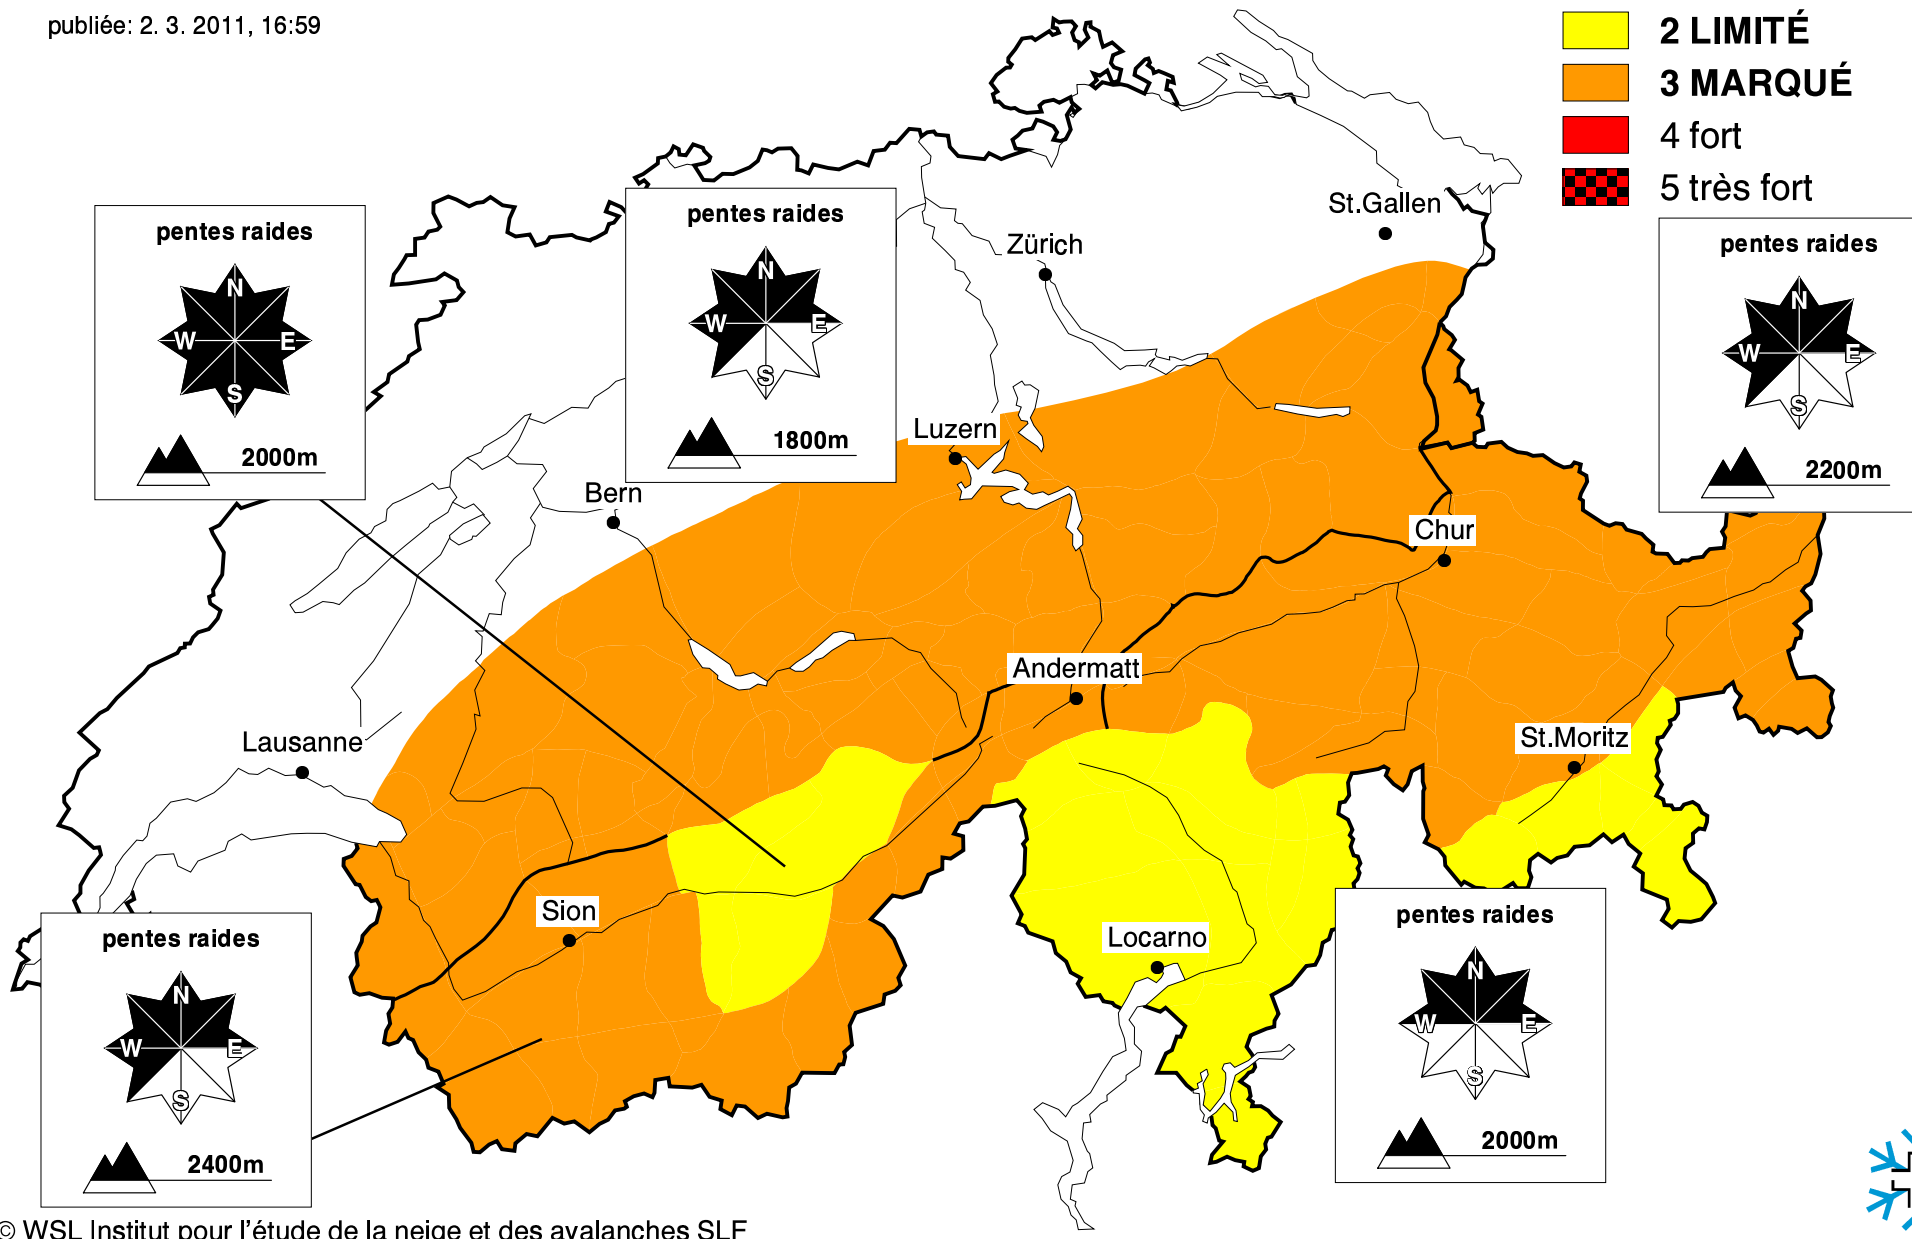 publiée: 2. 3. 2011, 16:59
2 LIMITÉ
3 MARQUÉ
4 fort
5 très fort
St.Gallen
Zürich
pentes raides
N
W
E
S
2000m
pentes raides
N
W
E
S
1800m
pentes raides
N
W
E
S
2200m
Luzern
Bern
Chur
Andermatt
Lausanne
St.Moritz
Sion
Locarno
pentes raides
N
W
E
S
2400m
pentes raides
N
W
E
S
2000m
© WSL Institut pour l'étude de la neige et des avalanches SLF